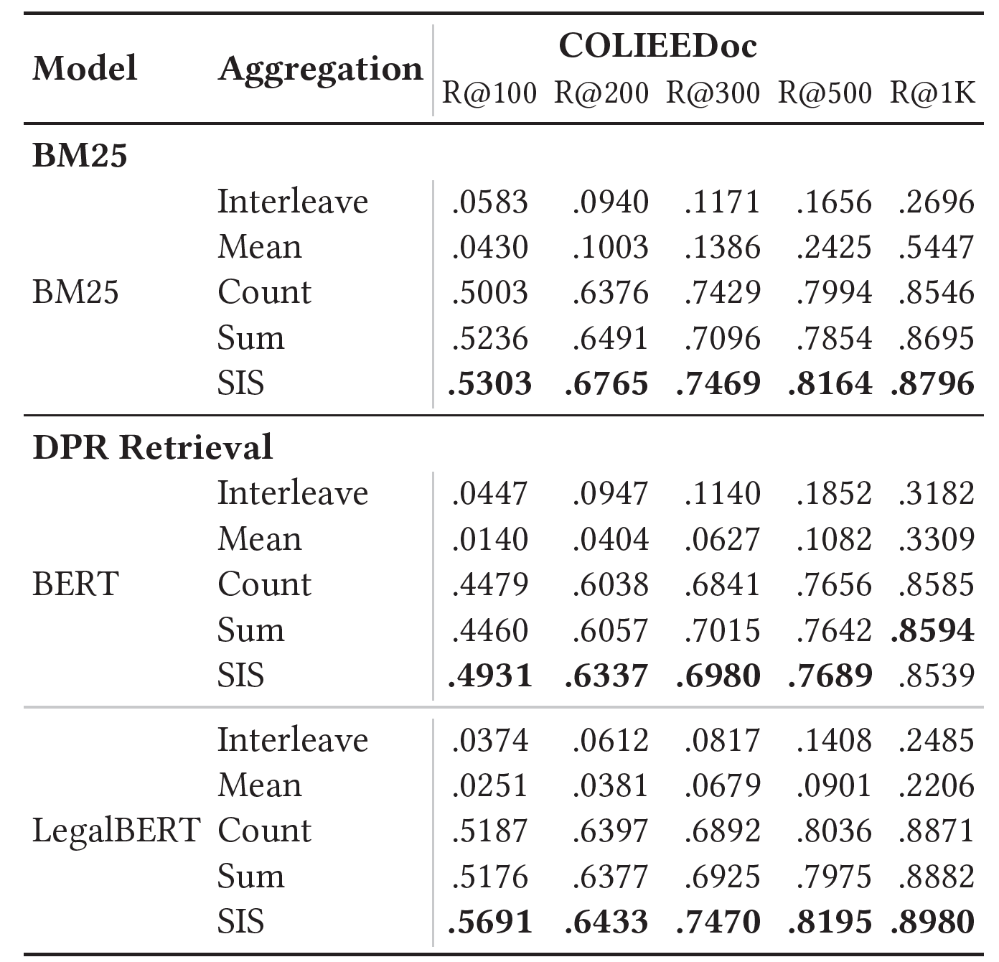 COLIEEDoc
Model Aggregation
R@100 R@200 R@300 R@500 R@1K
BM25
Interleave .0583 .0940 .1171 .1656 .2696
Mean .0430 .1003 .1386 .2425 .5447
BM25 Count .5003 .6376 .7429 .7994 .8546
Sum .5236 .6491 .7096 .7854 .8695
SIS .5303 .6765 .7469 .8164 .8796
DPR Retrieval
Interleave .0447 .0947 .1140 .1852 .3182
Mean .0140 .0404 .0627 .1082 .3309
BERT Count .4479 .6038 .6841 .7656 .8585
Sum .4460 .6057 .7015 .7642 .8594
SIS .4931 .6337 .6980 .7689 .8539
Interleave .0374 .0612 .0817 .1408 .2485
Mean .0251 .0381 .0679 .0901 .2206
LegalBERT Count .5187 .6397 .6892 .8036 .8871
Sum .5176 .6377 .6925 .7975 .8882
SIS .5691 .6433 .7470 .8195 .8980